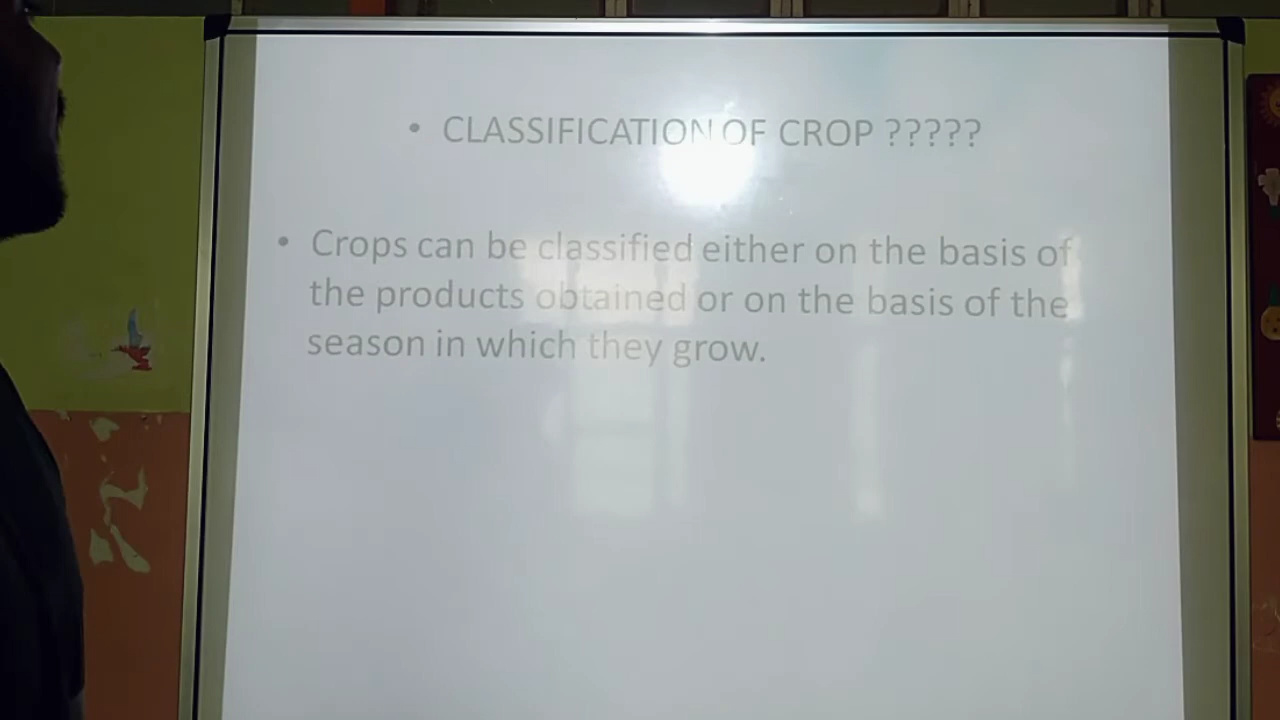 • CLASSIFICATION OF CROP ?????
• Crops can be classified either on the basis of
the products obtained or on the basis of the
season in which they grow.